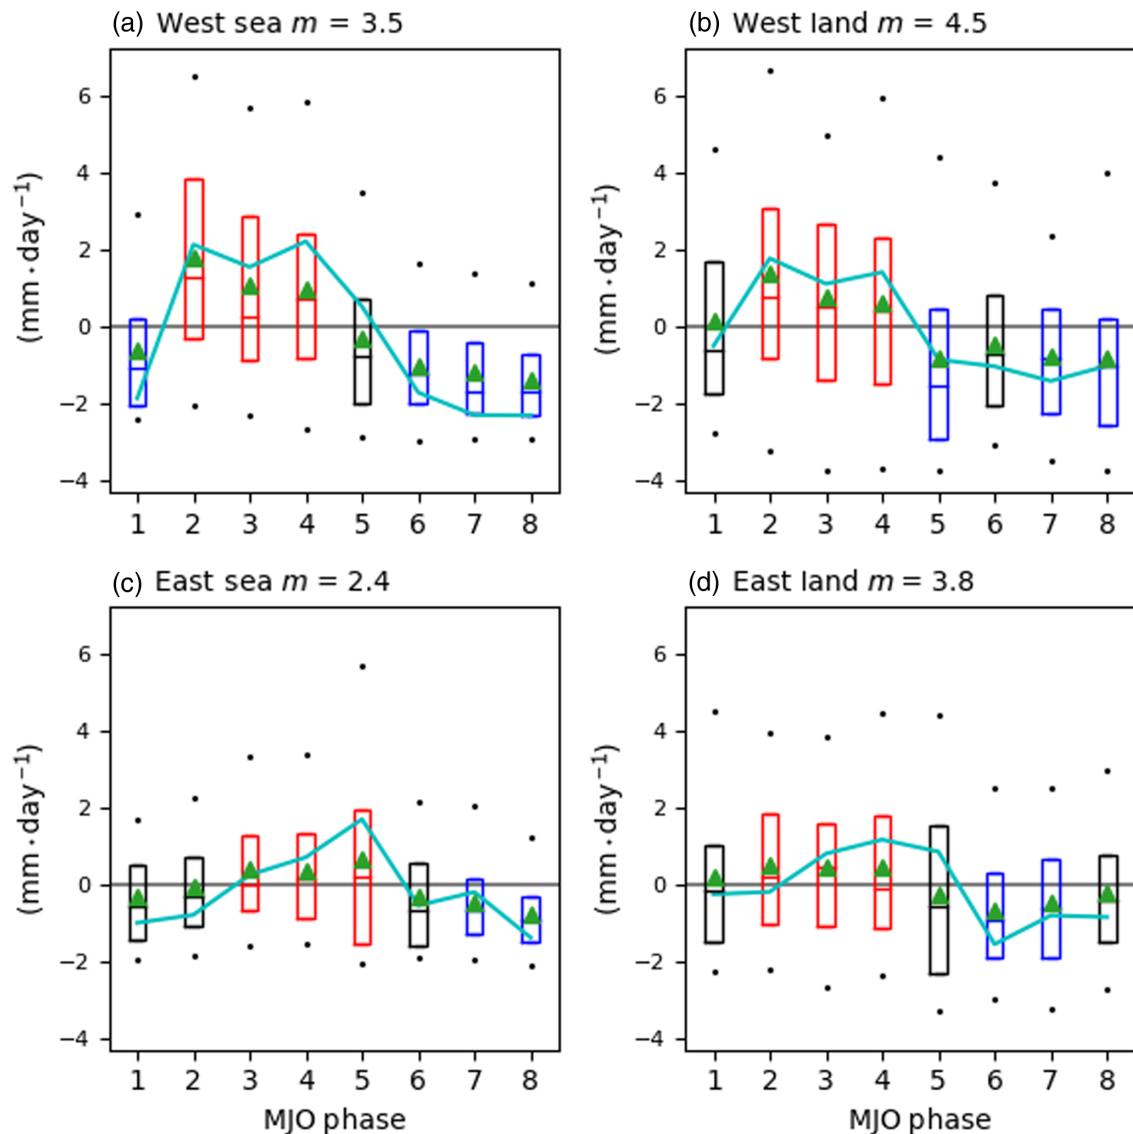 (a) West sea m = 3.5
(mm·day⁻¹)
6
4
2
0
−2
−4
1 2 3 4 5 6 7 8
(b) West land m = 4.5
(mm·day⁻¹)
6
4
2
0
−2
−4
1 2 3 4 5 6 7 8
(c) East sea m = 2.4
(mm·day⁻¹)
6
4
2
0
−2
−4
1 2 3 4 5 6 7 8
MJO phase
(d) East land m = 3.8
(mm·day⁻¹)
6
4
2
0
−2
−4
1 2 3 4 5 6 7 8
MJO phase